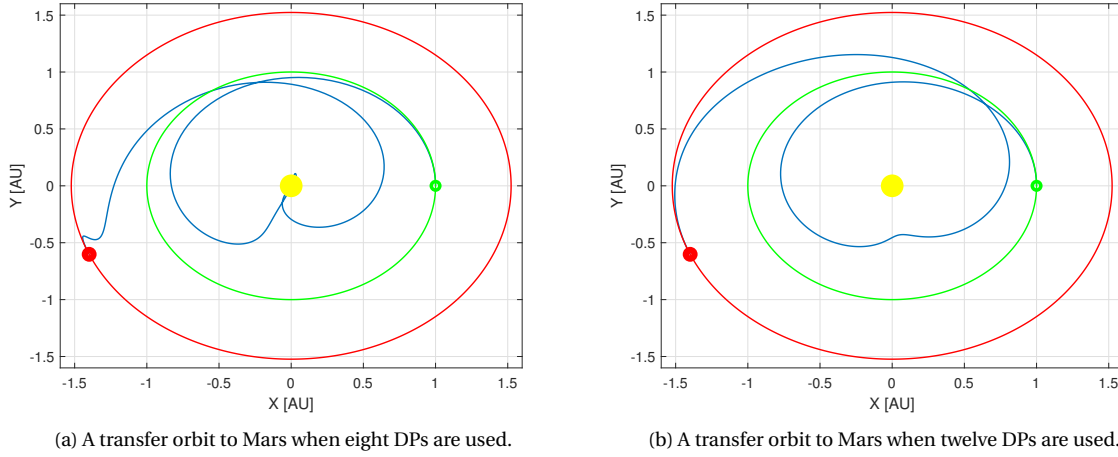 1.5
1
0.5
0
-0.5
-1
-1.5
Y [AU]
-1.5 -1 -0.5 0 0.5 1 1.5
X [AU]
(a) A transfer orbit to Mars when eight DPs are used.
1.5
1
0.5
0
-0.5
-1
-1.5
Y [AU]
-1.5 -1 -0.5 0 0.5 1 1.5
X [AU]
(b) A transfer orbit to Mars when twelve DPs are used.